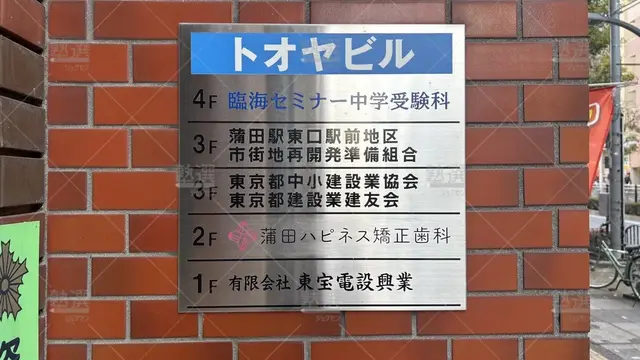 トオヤビル
4F 臨海セミナー中学受験科
3F 蒲田駅東口駅前地区
市街地再開発準備組合
3F 東京都中小建設業協会
東京都建設業建友会
2F 蒲田ハピネス矯正歯科
1F 有限会社 東宝電設興業
塾選